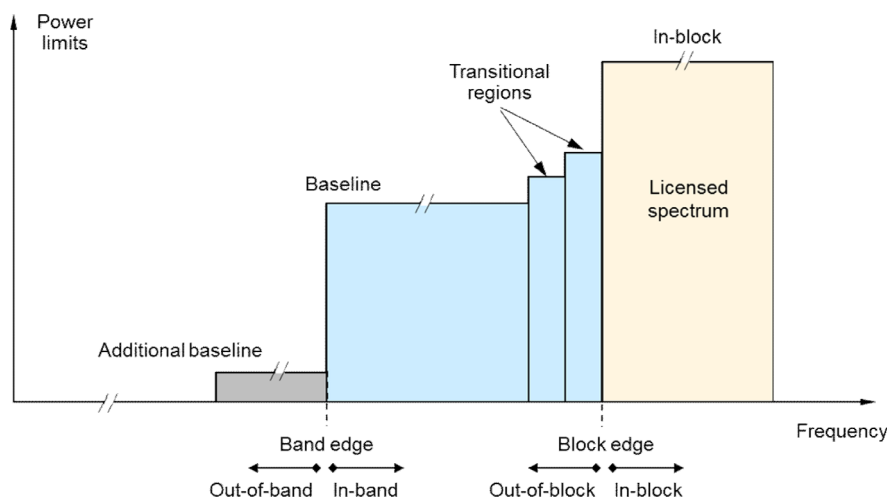 Power
limits
In-block
Transitional
regions
Baseline
Licensed
spectrum
Additional baseline
Frequency
Band edge
Block edge
Out-of-band
In-band
Out-of-block
In-block